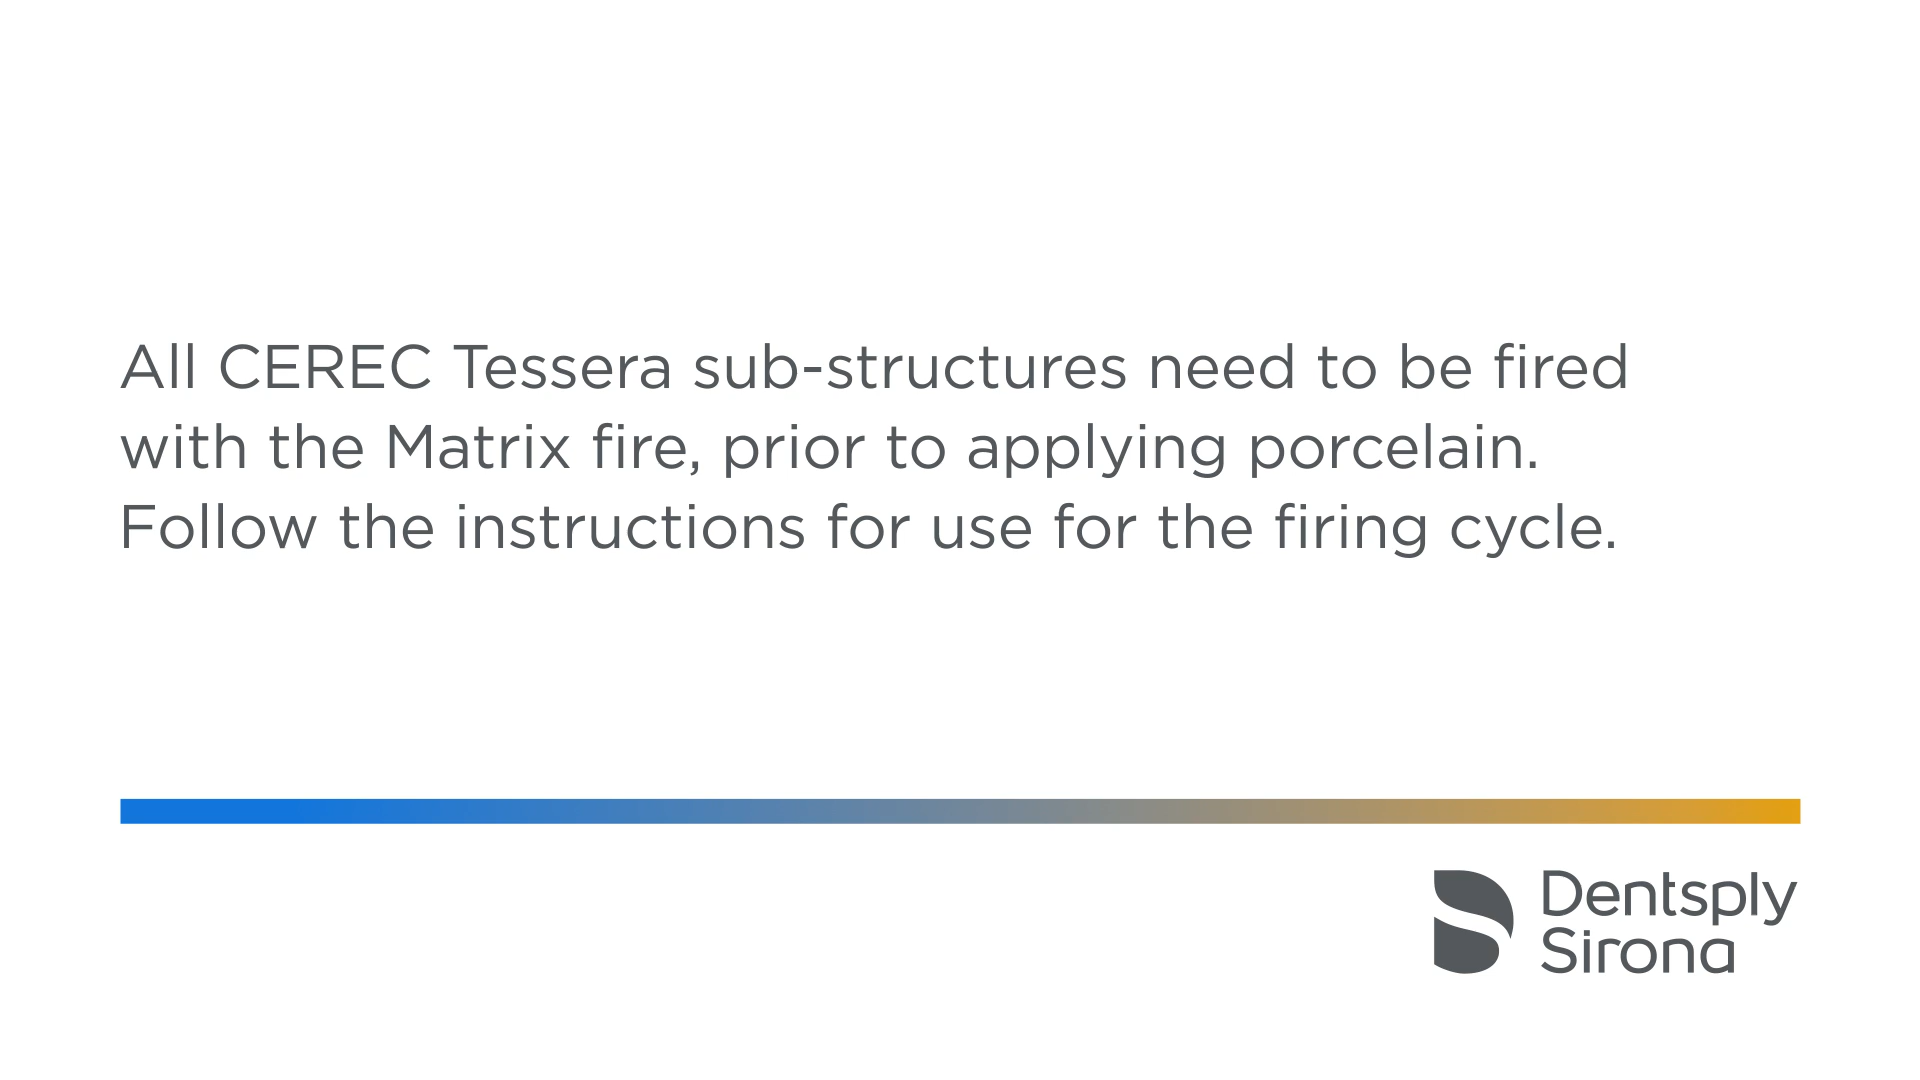 All CEREC Tessera sub-structures need to be fired
with the Matrix fire, prior to applying porcelain.
Follow the instructions for use for the firing cycle.
Dentsply
Sirona